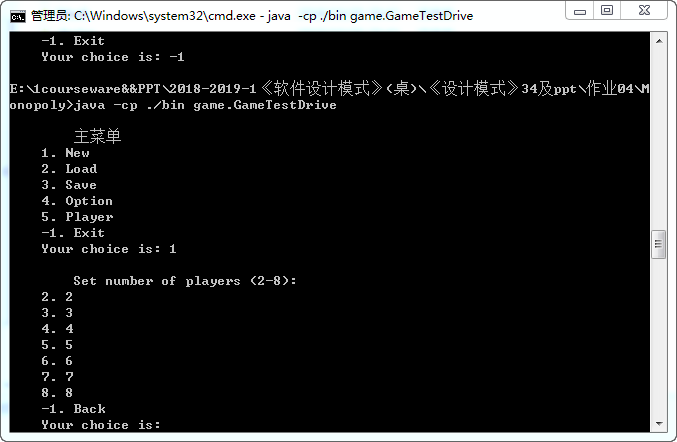 管理员: C:\Windows\system32\cmd.exe - java -cp ./bin game.GameTestDrive
-1. Exit
Your choice is: -1
E:\1courseware&&PPT\2018-2019-1《软件设计模式》(桌)\《设计模式》34及ppt\作业04\M
onopoly>java -cp ./bin game.GameTestDrive
主菜单
1. New
2. Load
3. Save
4. Option
5. Player
-1. Exit
Your choice is: 1
Set number of players (2-8):
2. 2
3. 3
4. 4
5. 5
6. 6
7. 7
8. 8
-1. Back
Your choice is: